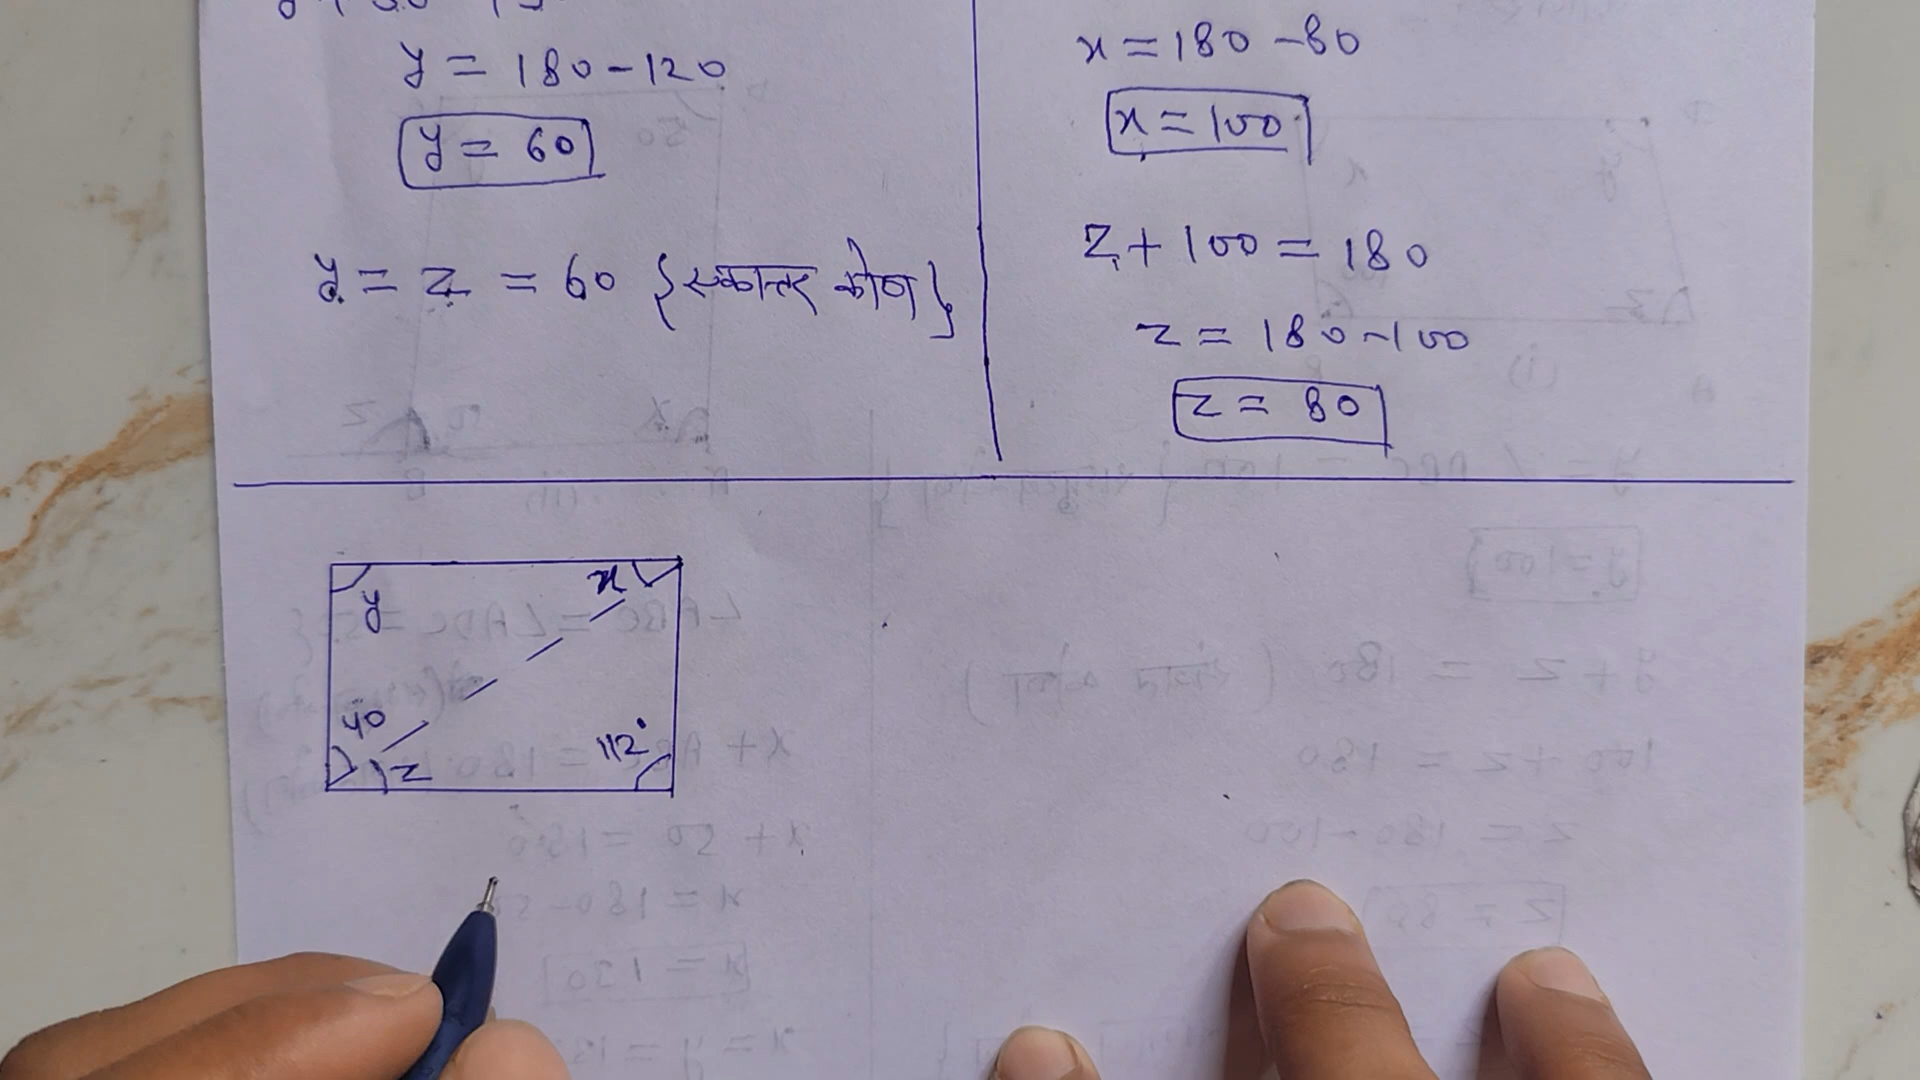 y = 180 - 120
y = 60
y = z = 60 {एकान्तर कोण}
x = 180 - 80
x = 100
z + 100 = 180
z = 180 - 100
z = 80
y x
40 112°
z